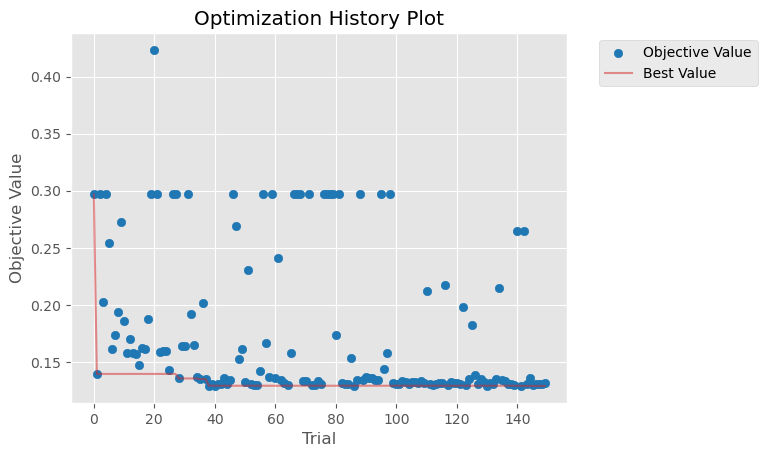 Optimization History Plot
Objective Value
Best Value
0.40
0.35
0.30
0.25
0.20
0.15
Objective Value
0
20
40
60
80
100
120
140
Trial